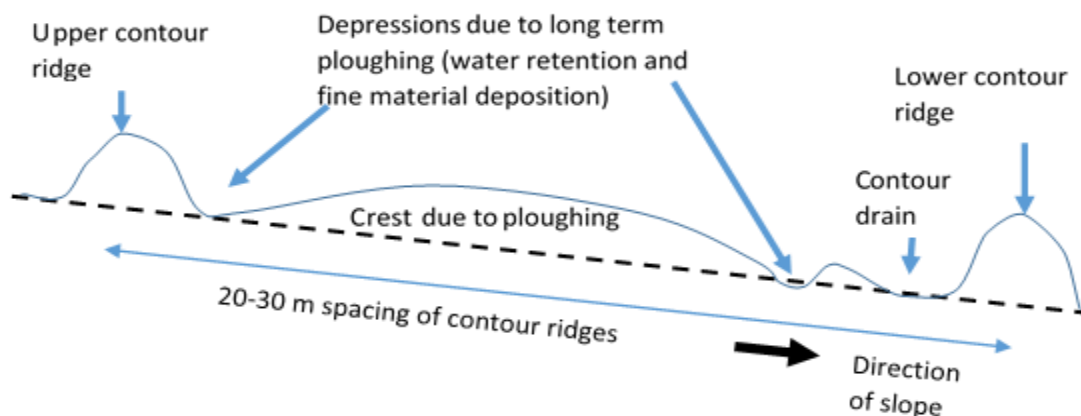 Upper contour
ridge
Depressions due to long term
ploughing (water retention and
fine material deposition)
Lower contour
ridge
Contour
drain
Crest due to ploughing
20-30 m spacing of contour ridges
Direction
of slope